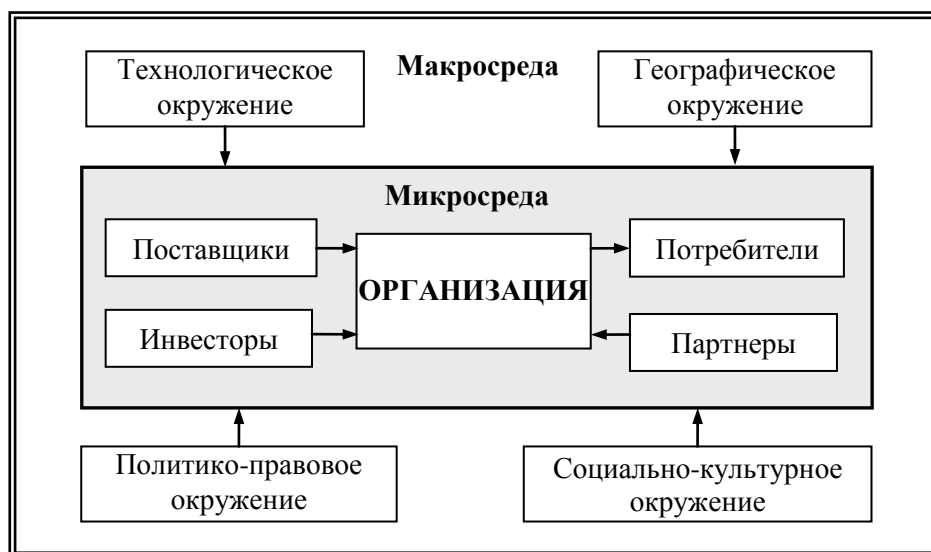 Технологическое
окружение
Макросреда
Географическое
окружение
Микросреда
Поставщики
Потребители
ОРГАНИЗАЦИЯ
Инвесторы
Партнеры
Политико-правовое
окружение
Социально-культурное
окружение